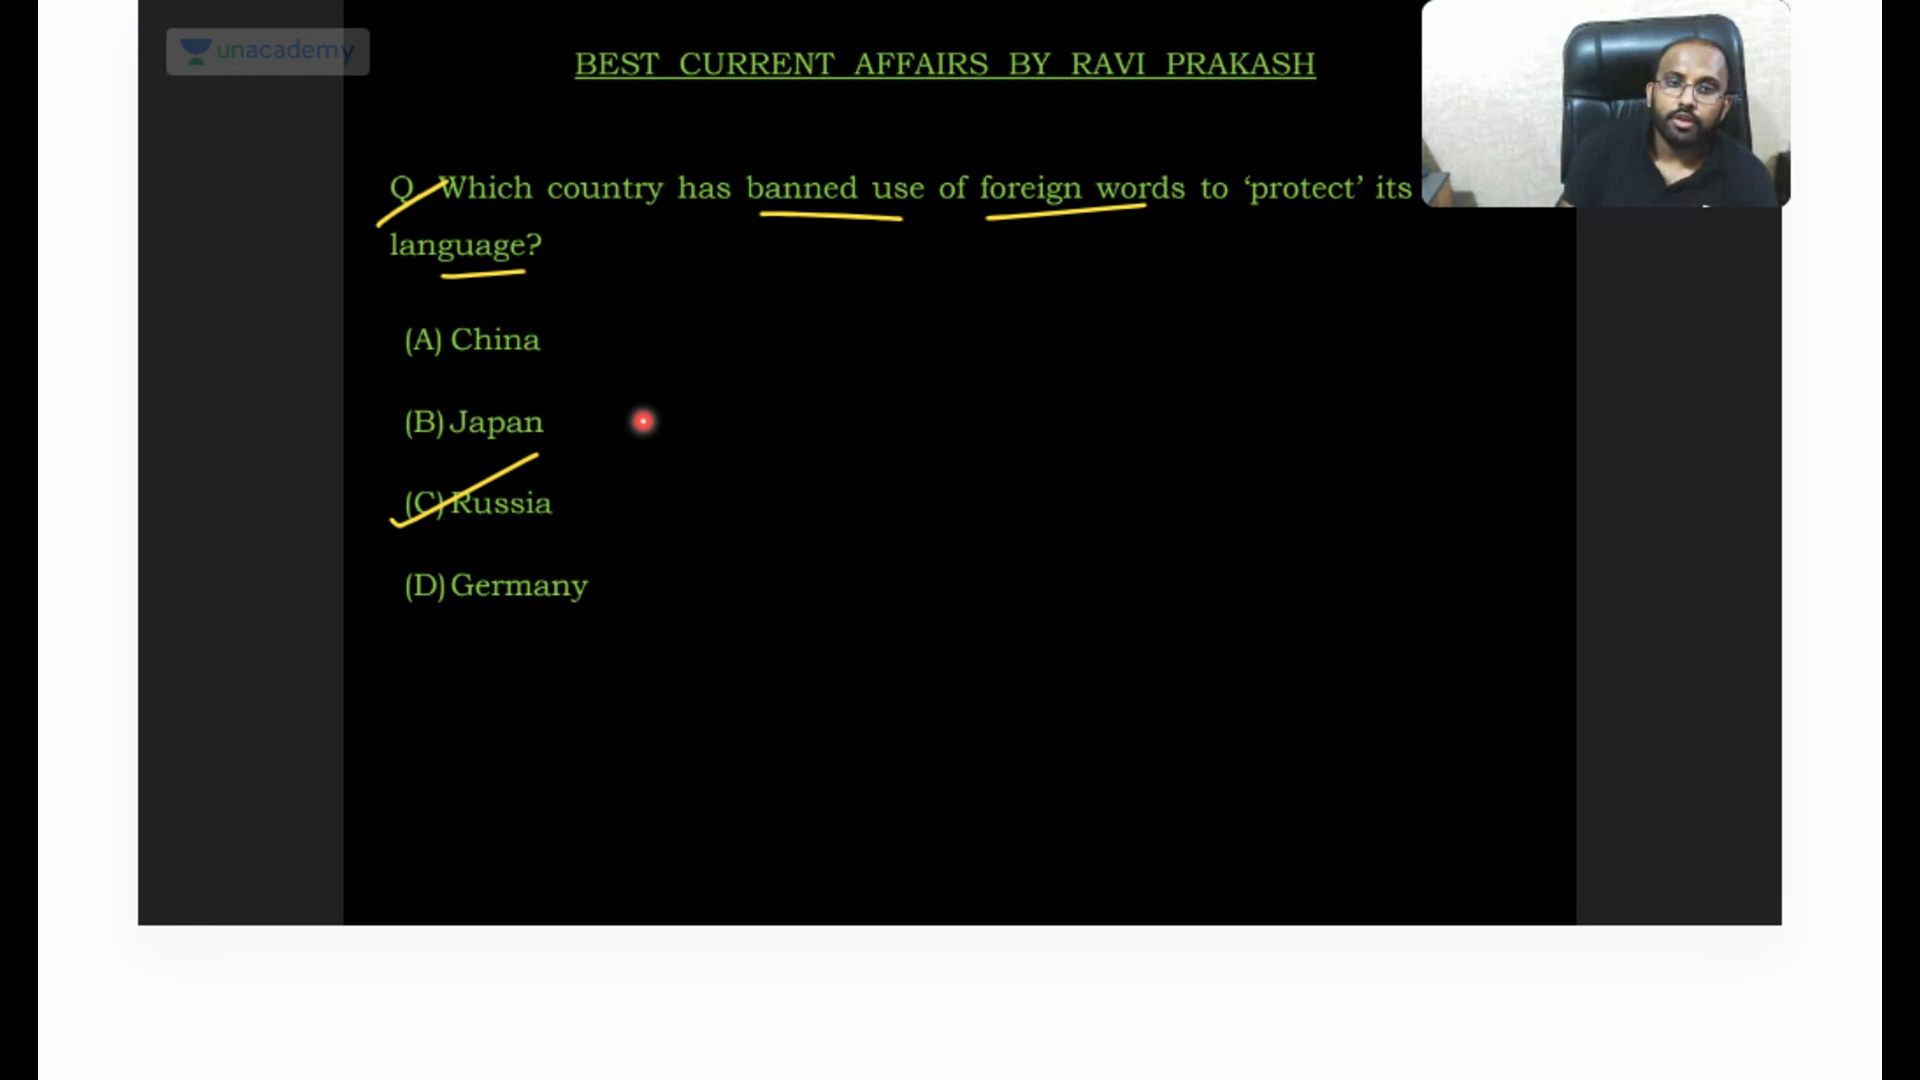 unacademy
BEST CURRENT AFFAIRS BY RAVI PRAKASH
Q. Which country has banned use of foreign words to ‘protect’ its
language?
(A) China
(B) Japan
(C) Russia
(D) Germany